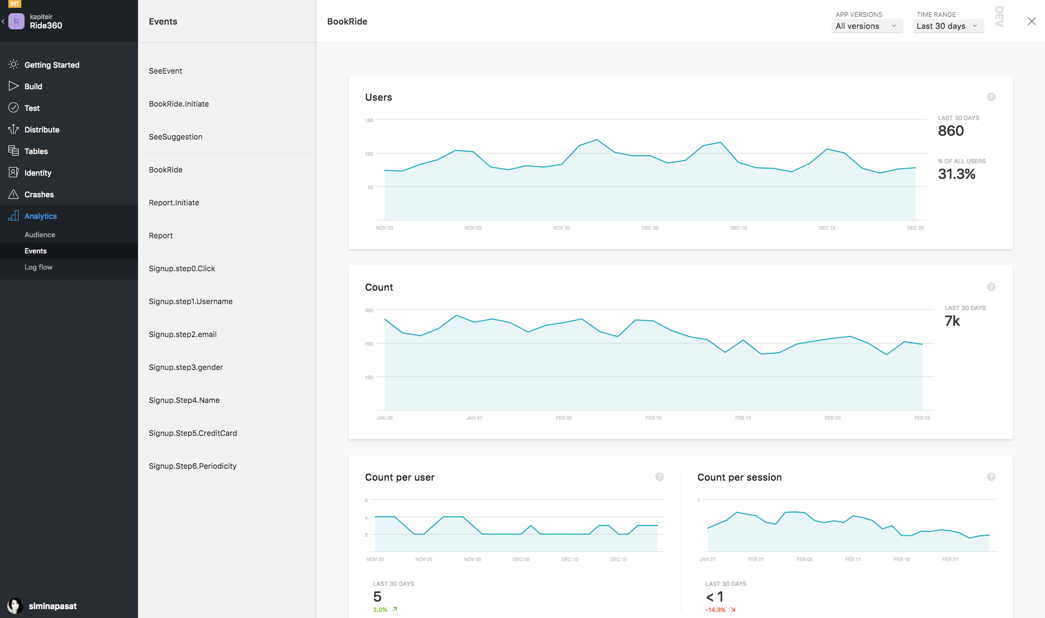 INT
kapiteir
R
Ride360
Getting Started
Build
Test
Distribute
Tables
Identity
Crashes
Analytics
Audience
Events
Log flow
siminapasat
Events
SeeEvent
BookRide.Initiate
SeeSuggestion
BookRide
Report.Initiate
Report
Signup.step0.Click
Signup.step1.Username
Signup.step2.email
Signup.step3.gender
Signup.Step4.Name
Signup.Step5.CreditCard
Signup.Step6.Periodicity
BookRide
APP VERSIONS
All versions
TIME RANGE
Last 30 days
DEV
Users
?
150
100
50
NOV 20
NOV 25
NOV 30
DEC 05
DEC 10
DEC 15
DEC 20
LAST 30 DAYS
860
% OF ALL USERS
31.3%
Count
?
300
200
100
JAN 26
JAN 31
FEB 05
FEB 10
FEB 15
FEB 20
FEB 25
LAST 30 DAYS
7k
Count per user
?
6
4
2
NOV 20
NOV 25
NOV 30
DEC 05
DEC 10
DEC 10
LAST 30 DAYS
5
2.0%
Count per session
?
1
JAN 27
FEB 01
FEB 06
FEB 11
FEB 16
FEB 21
LAST 30 DAYS
< 1
-14.3%